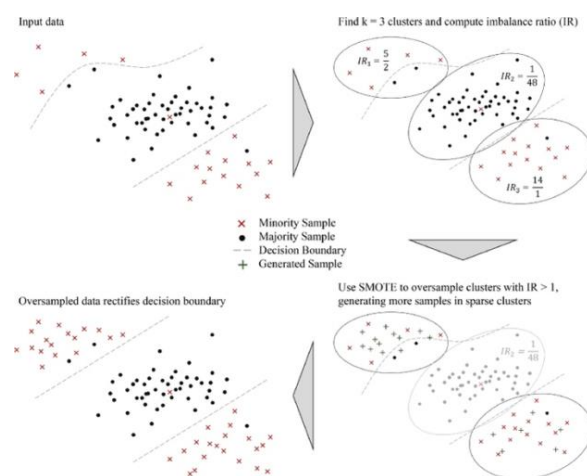 Input data
Find k = 3 clusters and compute imbalance ratio (IR)
IR₁ = 5/2
IR₂ = 1/48
IR₃ = 14/1
Minority Sample
Majority Sample
Decision Boundary
Generated Sample
Oversampled data rectifies decision boundary
Use SMOTE to oversample clusters with IR > 1,
generating more samples in sparse clusters
IR₂ = 1/48